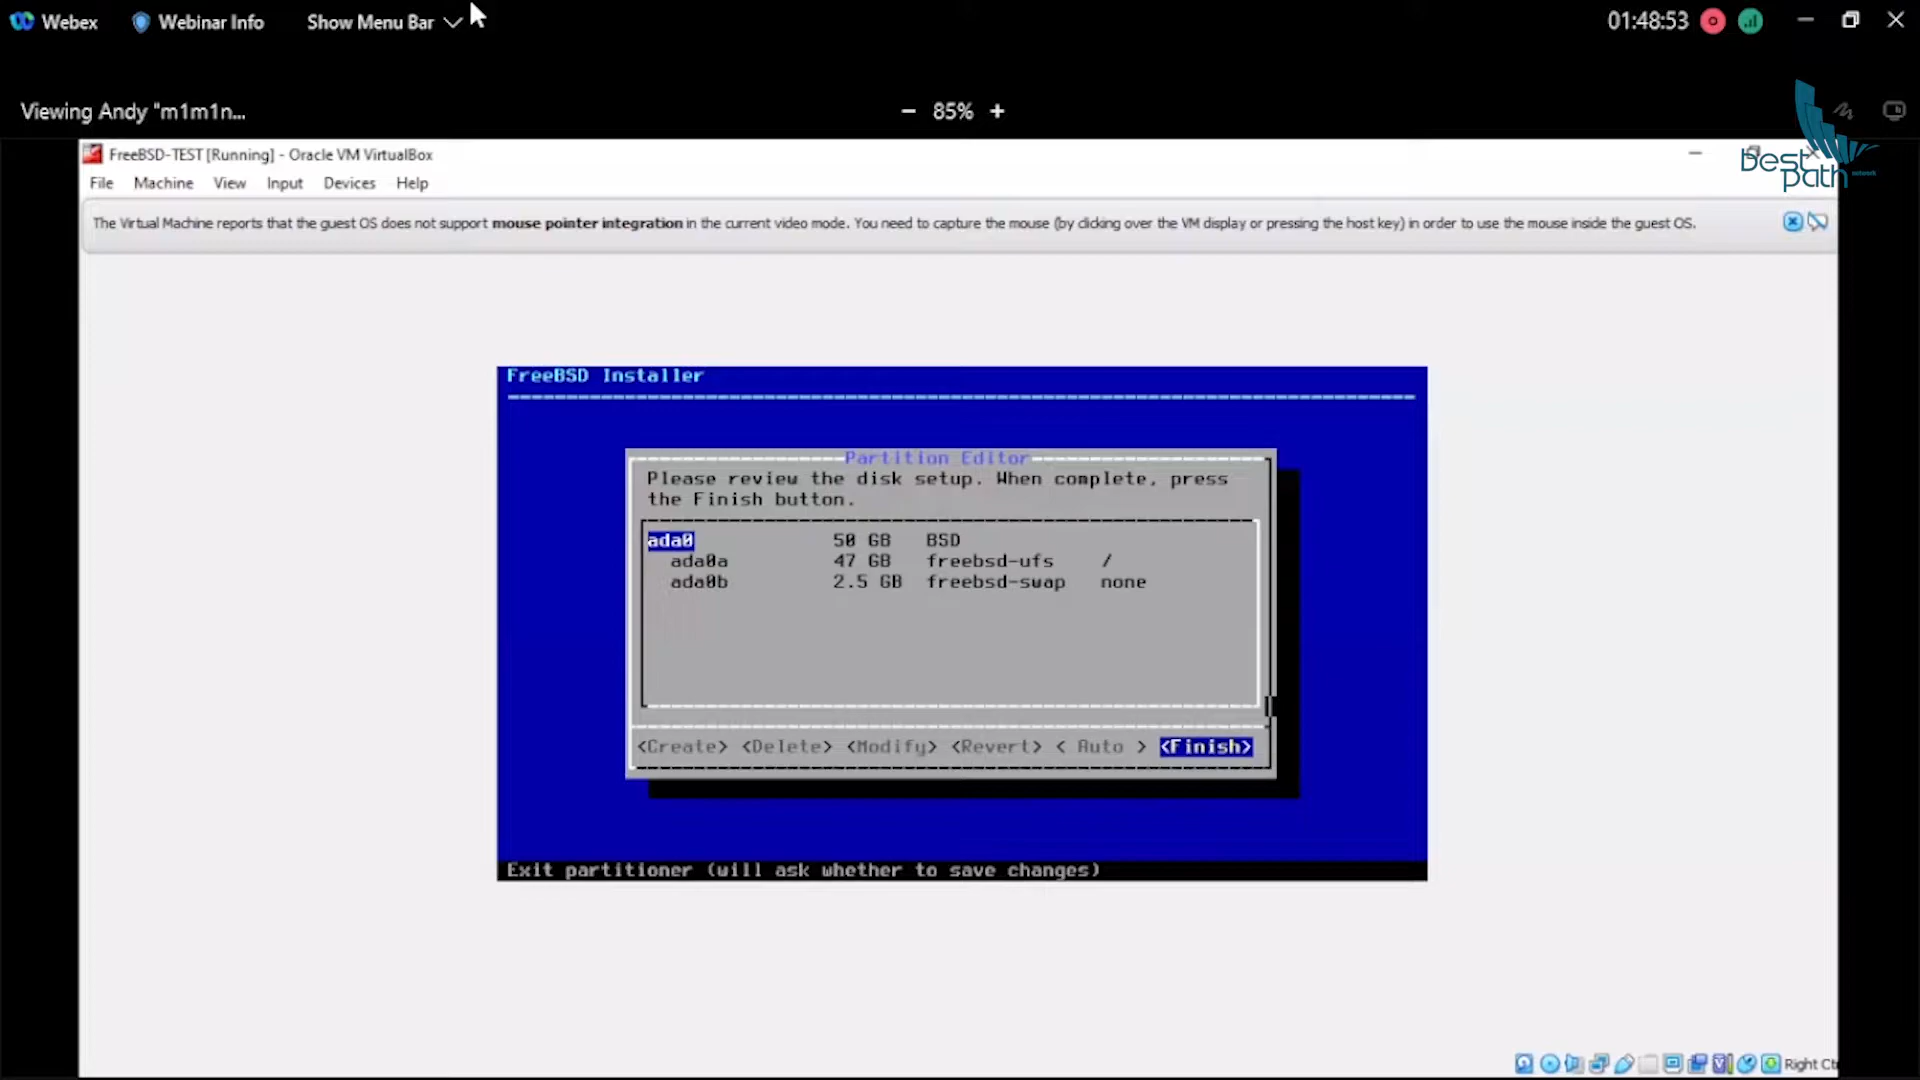 Webex Webinar Info Show Menu Bar 01:48:53
Viewing Andy "m1m1n... − 85% +
best path network
FreeBSD-TEST [Running] - Oracle VM VirtualBox
File Machine View Input Devices Help
The Virtual Machine reports that the guest OS does not support mouse pointer integration in the current video mode. You need to capture the mouse (by clicking over the VM display or pressing the host key) in order to use the mouse inside the guest OS.
FreeBSD Installer
Partition Editor
Please review the disk setup. When complete, press
the Finish button.
ada0 50 GB BSD
ada0a 47 GB freebsd-ufs /
ada0b 2.5 GB freebsd-swap none
<Create> <Delete> <Modify> <Revert> < Auto > <Finish>
Exit partitioner (will ask whether to save changes)
Right Ct